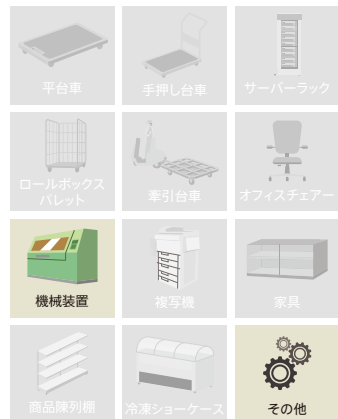 平台車
手押し台車
サーバーラック
ロールボックス
パレット
牽引台車
オフィスチェアー
機械装置
複写機
家具
商品陳列棚
冷凍ショーケース
その他